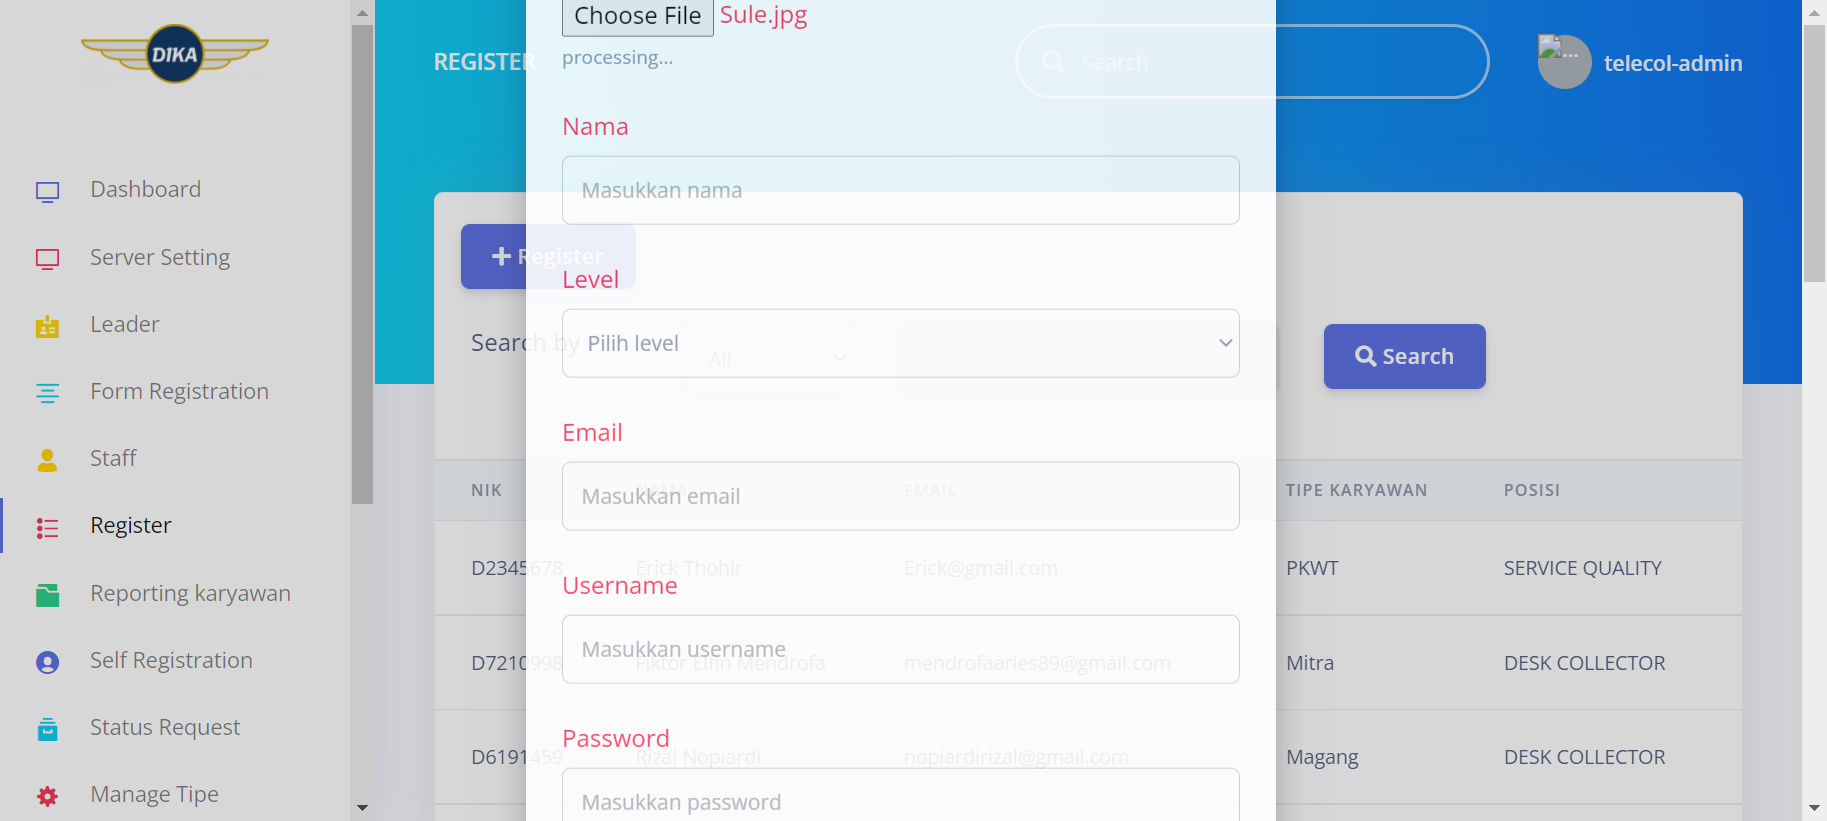 DIKA
Dashboard
Server Setting
Leader
Form Registration
Staff
Register
Reporting karyawan
Self Registration
Status Request
Manage Tipe
REGISTER
Search
... telecol-admin
Choose File Sule.jpg
processing...
Nama
Masukkan nama
Register
Level
Search by
Pilih level
All
Search
Email
Masukkan email
NIK NAMA EMAIL TIPE KARYAWAN POSISI
D2345678 Erick Thohir Erick@gmail.com PKWT SERVICE QUALITY
Username
Masukkan username
D7210998 Fiktor Elfin Mendrofa mendrofaaries89@gmail.com Mitra DESK COLLECTOR
Password
D6191459 Rizal Nopiardi nopiardirizal@gmail.com Magang DESK COLLECTOR
Masukkan password